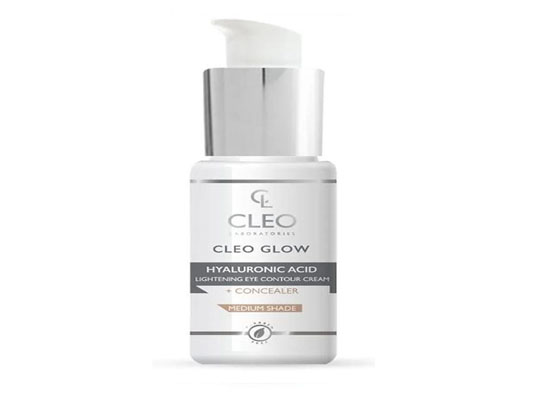 CL
CLEO
LABORATORIES
CLEO GLOW
HYALURONIC ACID
LIGHTENING EYE CONTOUR CREAM
+ CONCEALER
MEDIUM SHADE